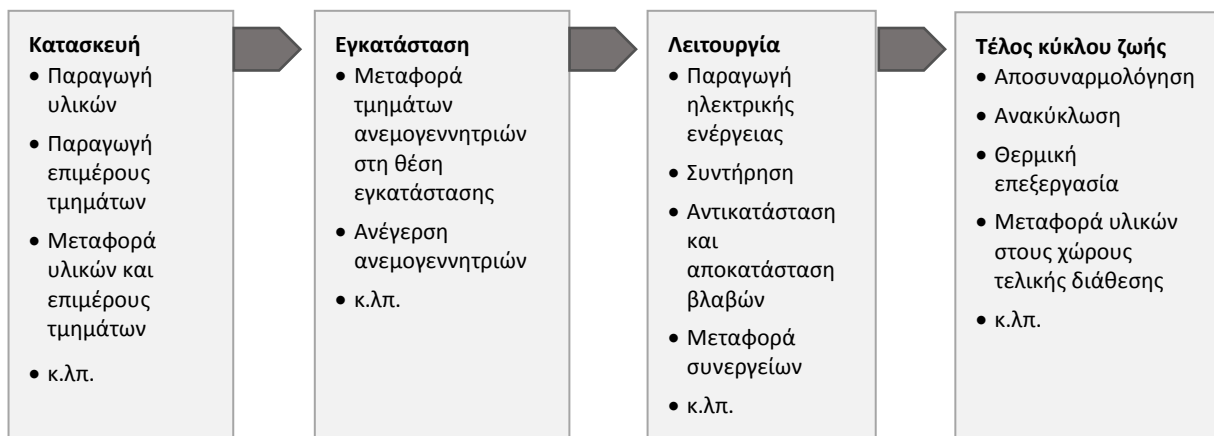 Κατασκευή
• Παραγωγή
υλικών
• Παραγωγή
επιμέρους
τμημάτων
• Μεταφορά
υλικών και
επιμέρους
τμημάτων
• κ.λπ.
Εγκατάσταση
• Μεταφορά
τμημάτων
ανεμογεννητριών
στη θέση
εγκατάστασης
• Ανέγερση
ανεμογεννητριών
• κ.λπ.
Λειτουργία
• Παραγωγή
ηλεκτρικής
ενέργειας
• Συντήρηση
• Αντικατάσταση
και
αποκατάσταση
βλαβών
• Μεταφορά
συνεργείων
• κ.λπ.
Τέλος κύκλου ζωής
• Αποσυναρμολόγηση
• Ανακύκλωση
• Θερμική
επεξεργασία
• Μεταφορά υλικών
στους χώρους
τελικής διάθεσης
• κ.λπ.